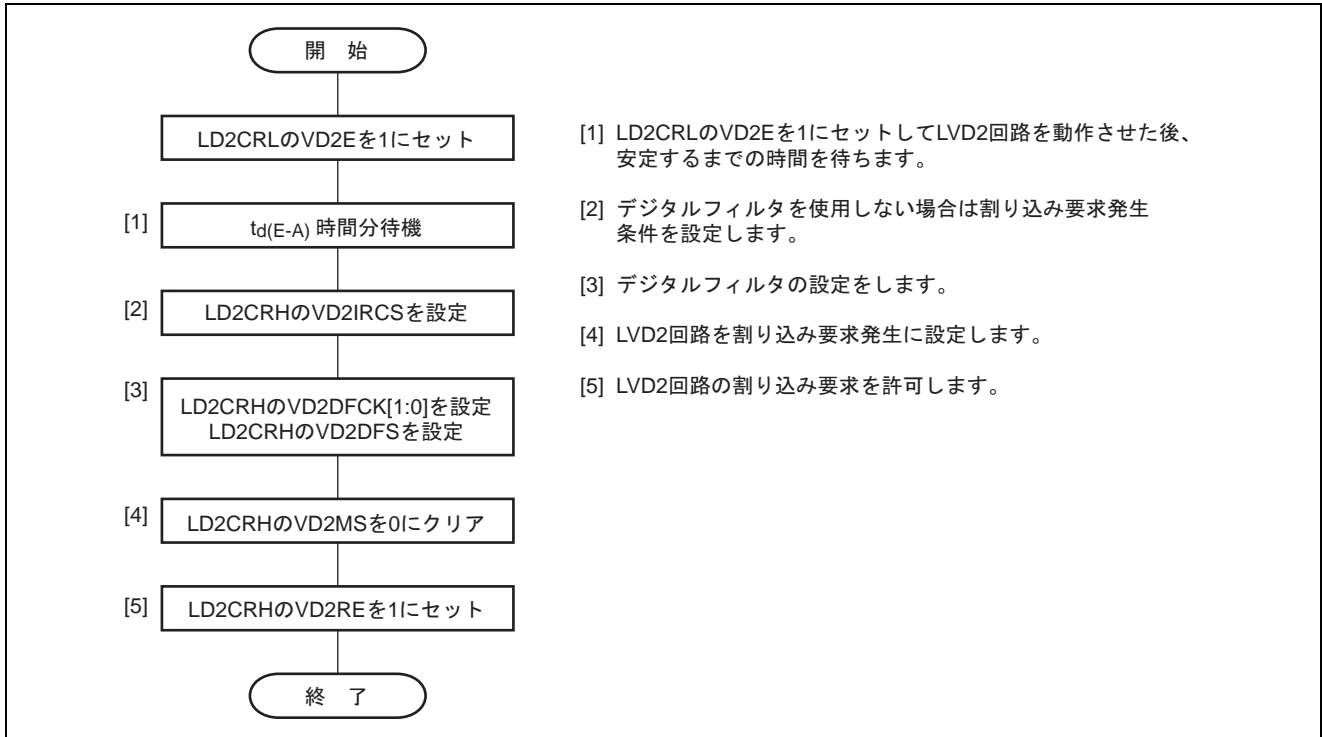 開 始
LD2CRLのVD2Eを1にセット
[1] td(E-A) 時間分待機
[2] LD2CRHのVD2IRCSを設定
[3] LD2CRHのVD2DFCK[1:0]を設定
LD2CRHのVD2DFSを設定
[4] LD2CRHのVD2MSを0にクリア
[5] LD2CRHのVD2REを1にセット
終 了
[1] LD2CRLのVD2Eを1にセットしてLVD2回路を動作させた後、
安定するまでの時間を待ちます。
[2] デジタルフィルタを使用しない場合は割り込み要求発生
条件を設定します。
[3] デジタルフィルタの設定をします。
[4] LVD2回路を割り込み要求発生に設定します。
[5] LVD2回路の割り込み要求を許可します。